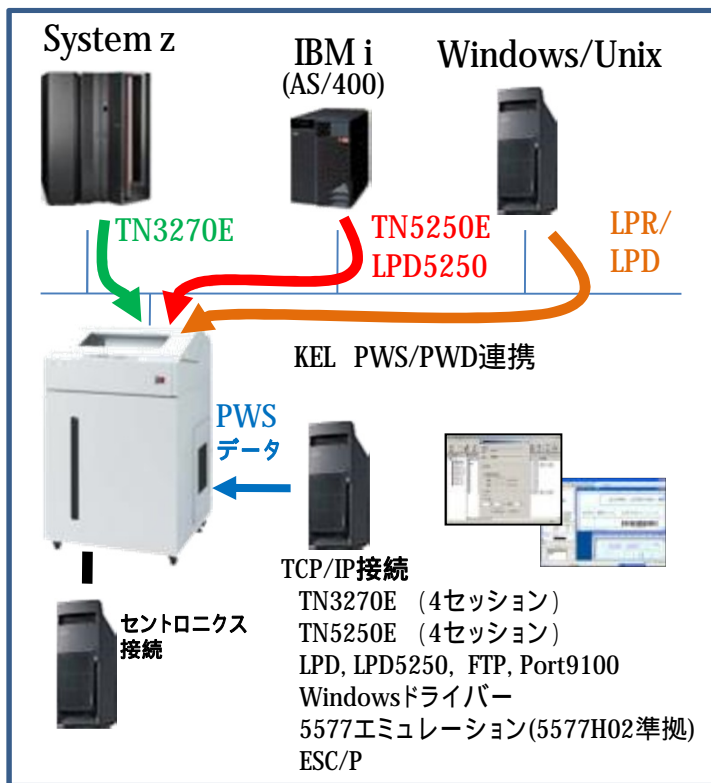 System z
IBM i
(AS/400)
Windows/Unix
TN3270E
TN5250E
LPD5250
LPR/
LPD
KEL PWS/PWD連携
PWS
データ
TCP/IP接続
TN3270E (4セッション)
TN5250E (4セッション)
LPD, LPD5250, FTP, Port9100
Windowsドライバー
5577エミュレーション(5577H02準拠)
ESC/P
セントロニクス
接続